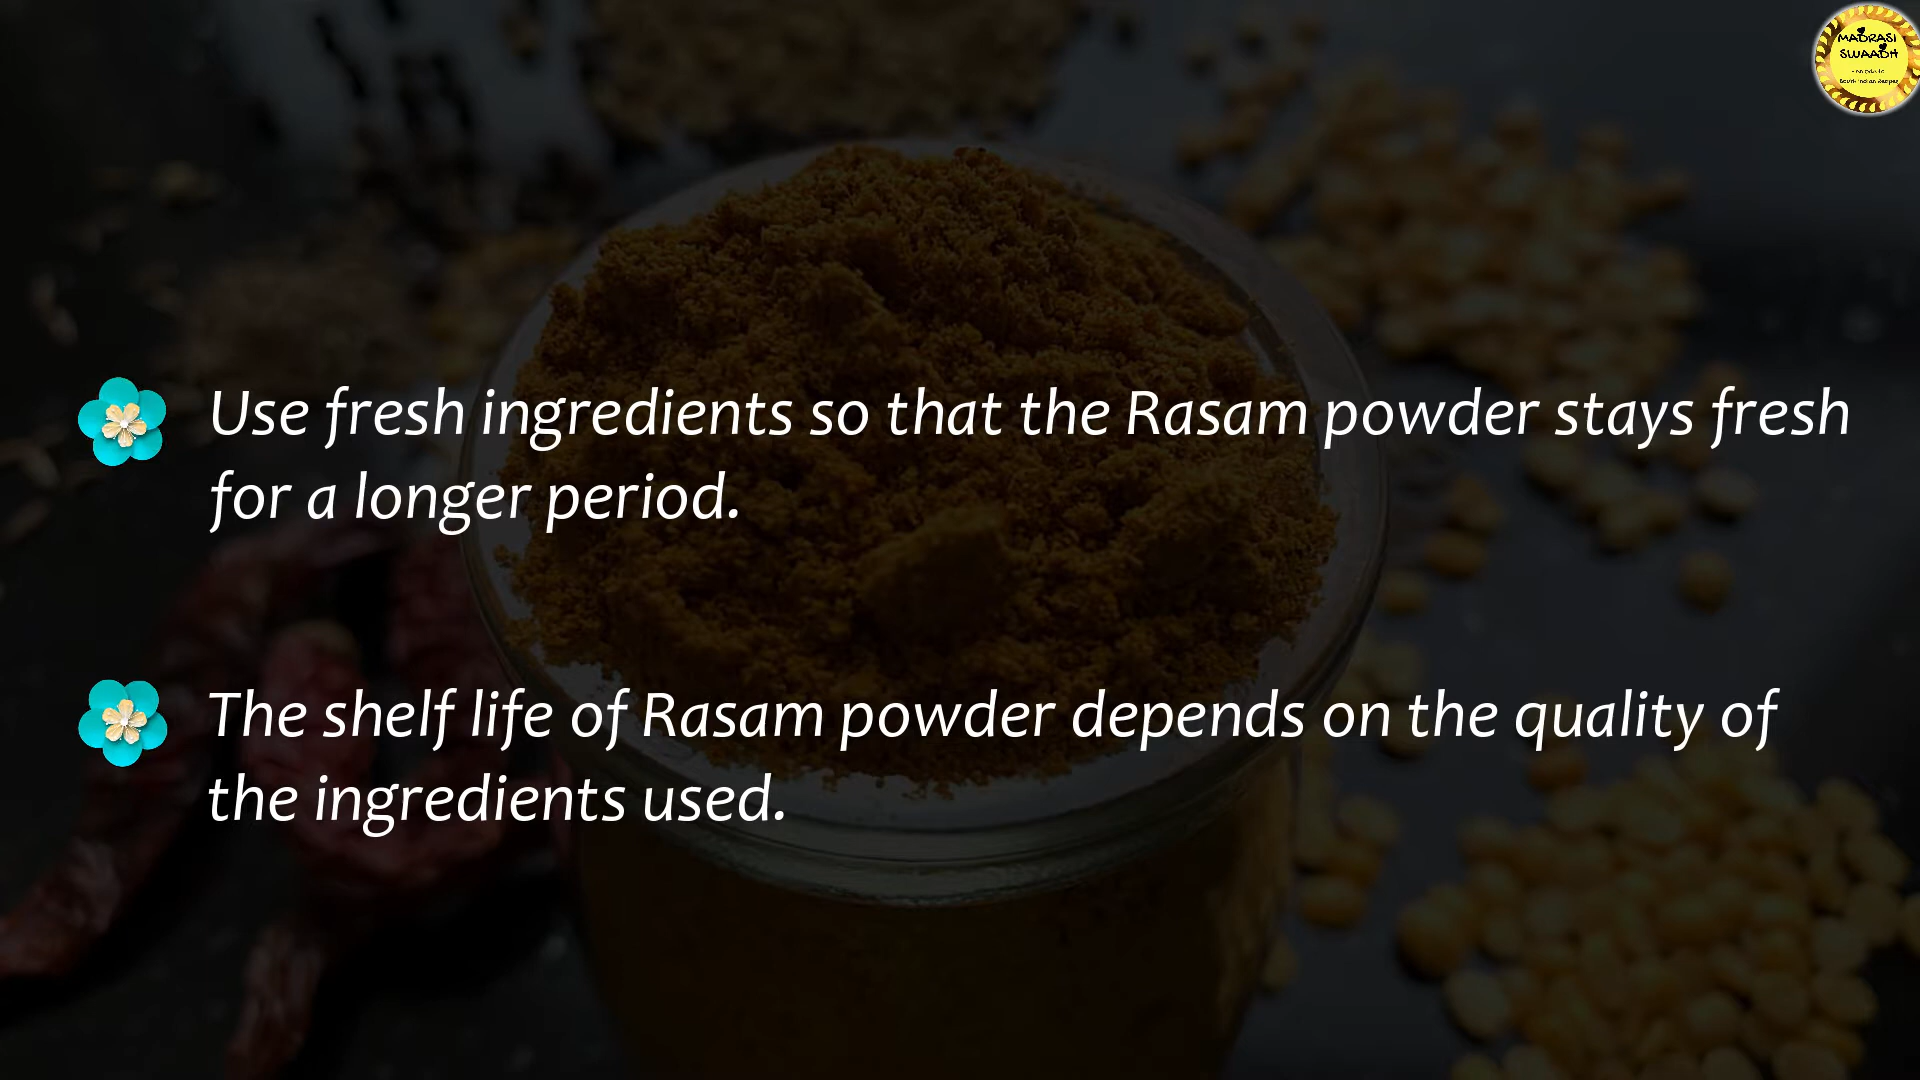 MADRASI
SWAADH
Use fresh ingredients so that the Rasam powder stays fresh
for a longer period.
The shelf life of Rasam powder depends on the quality of
the ingredients used.